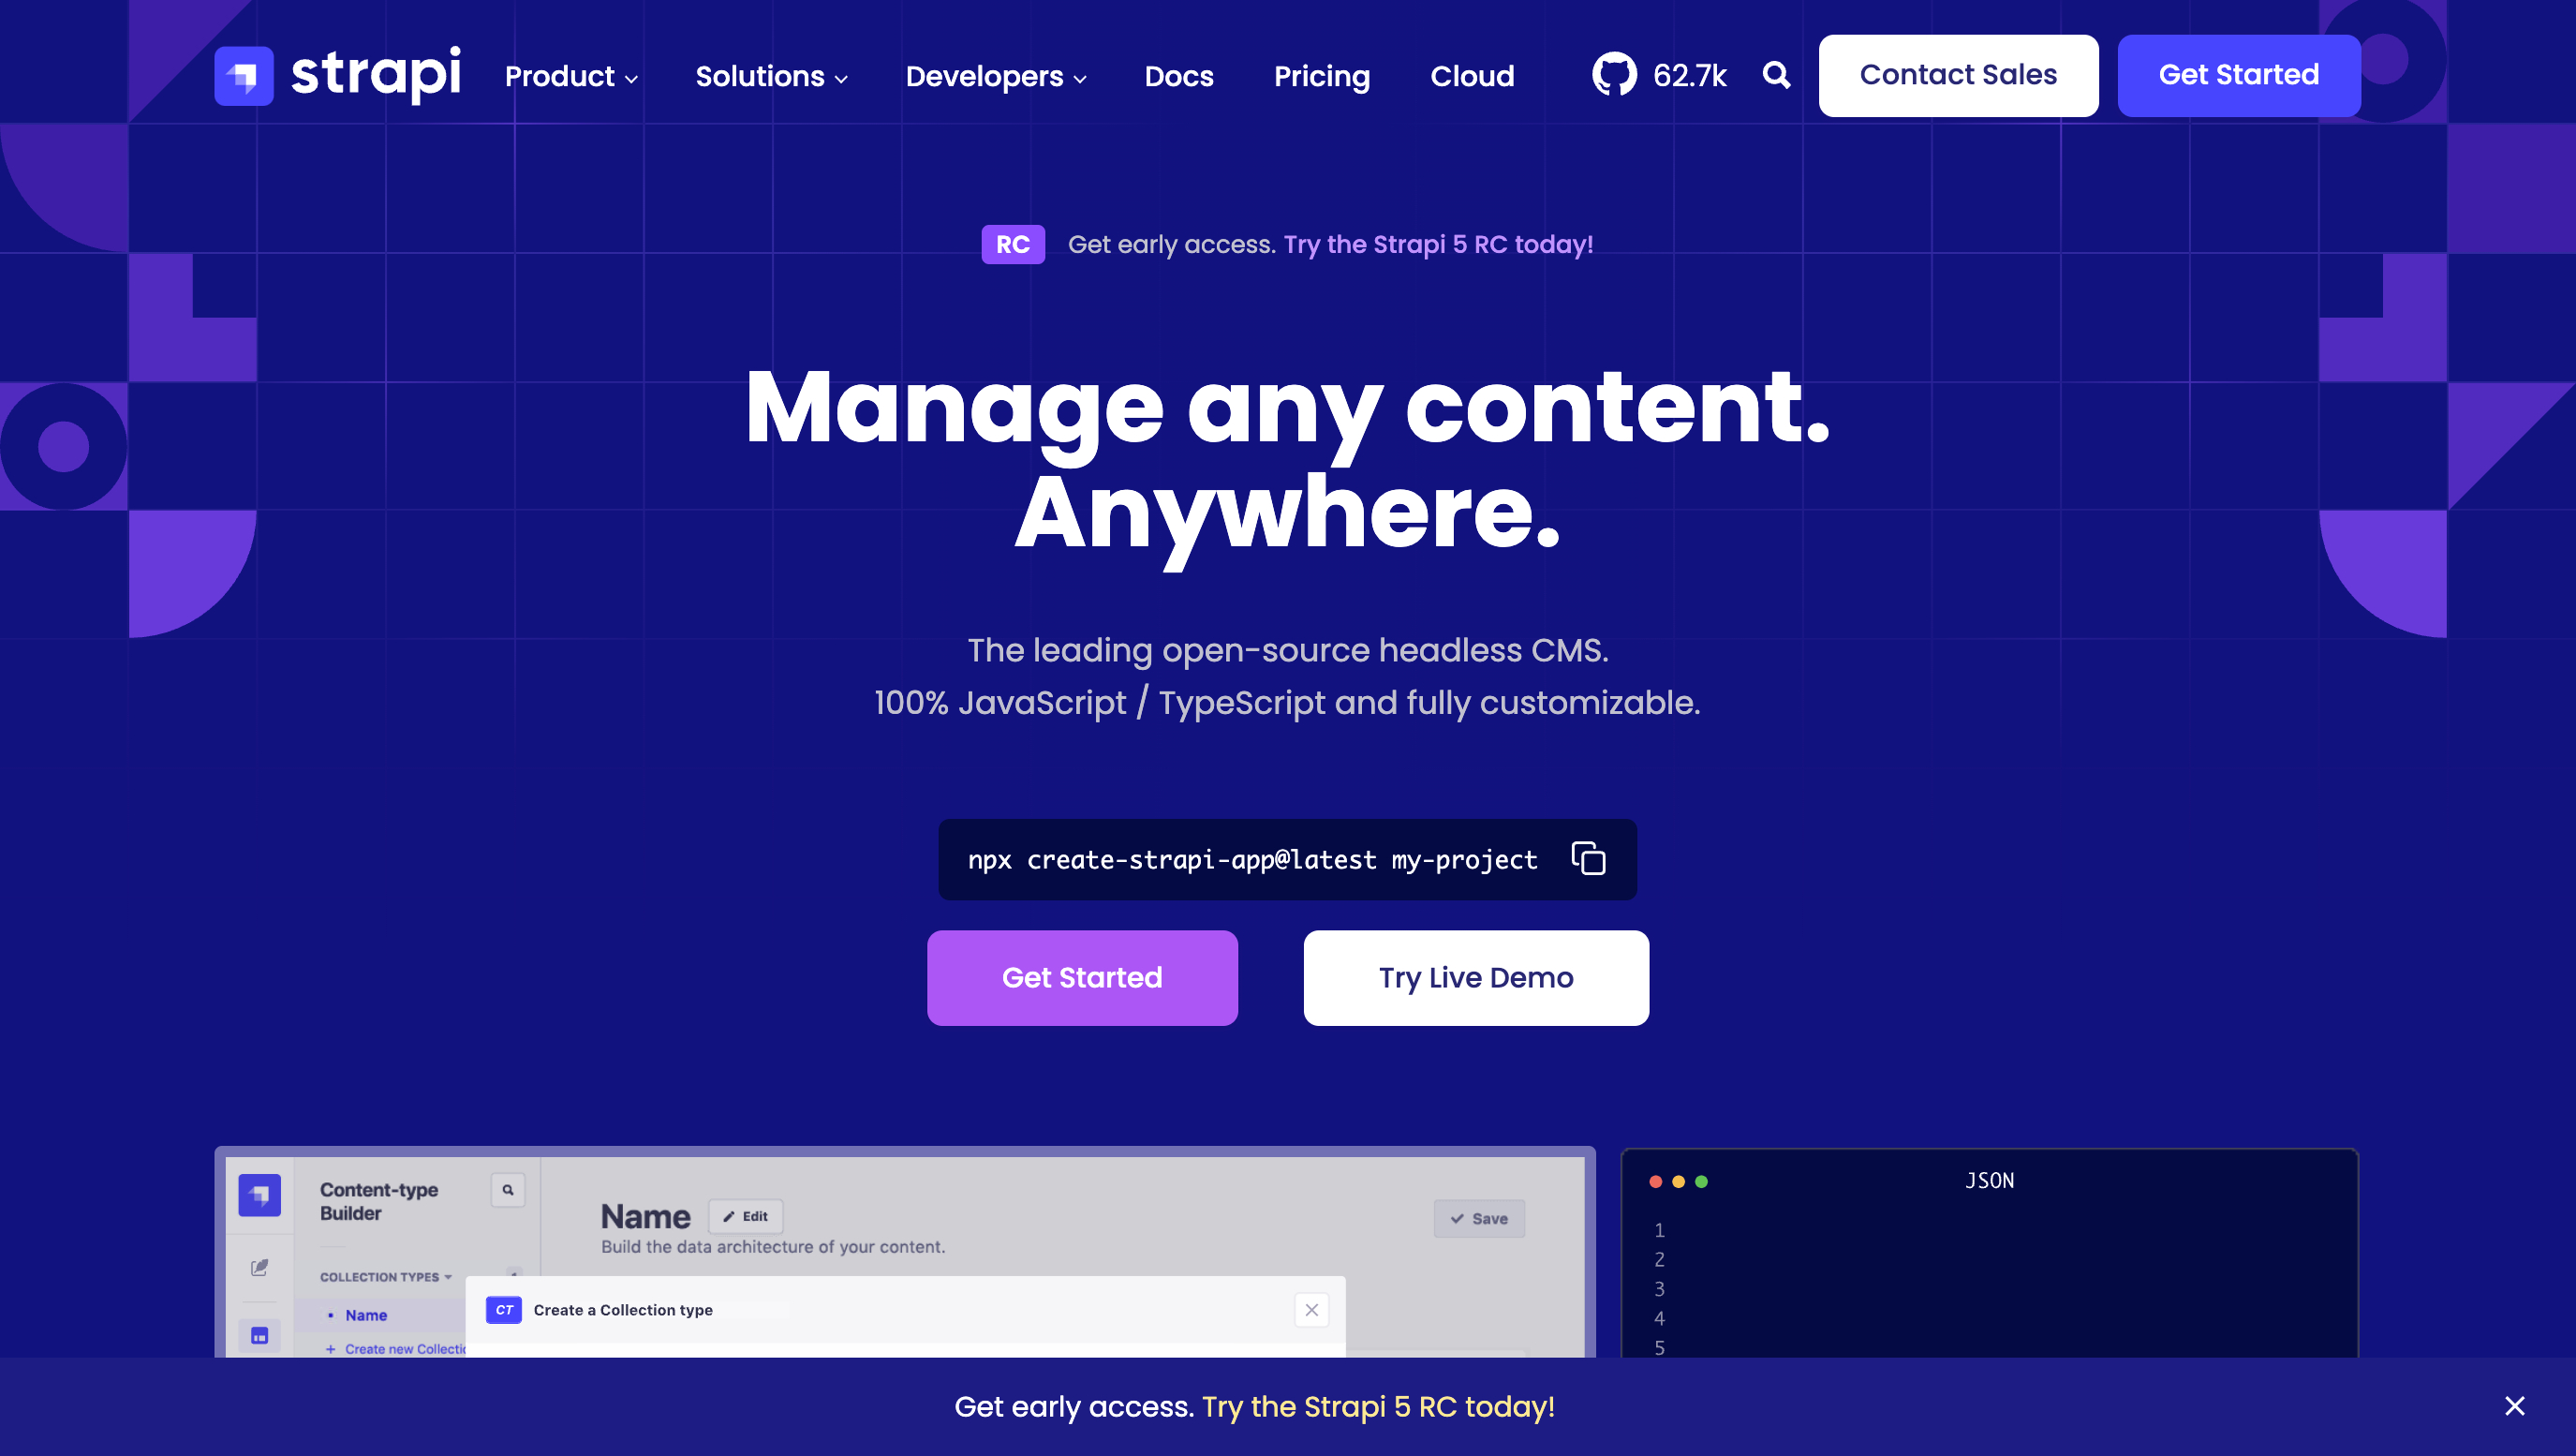 strapi
Product
Solutions
Developers
Docs
Pricing
Cloud
62.7k
Contact Sales
Get Started
RC Get early access. Try the Strapi 5 RC today!
Manage any content.
Anywhere.
The leading open-source headless CMS.
100% JavaScript / TypeScript and fully customizable.
npx create-strapi-app@latest my-project
Get Started
Try Live Demo
Content-type
Builder
COLLECTION TYPES
Name
+ Create new
Name
Edit
Save
Build the data architecture of your content.
CT Create a Collection type
JSON
1
2
3
4
5
Get early access. Try the Strapi 5 RC today!